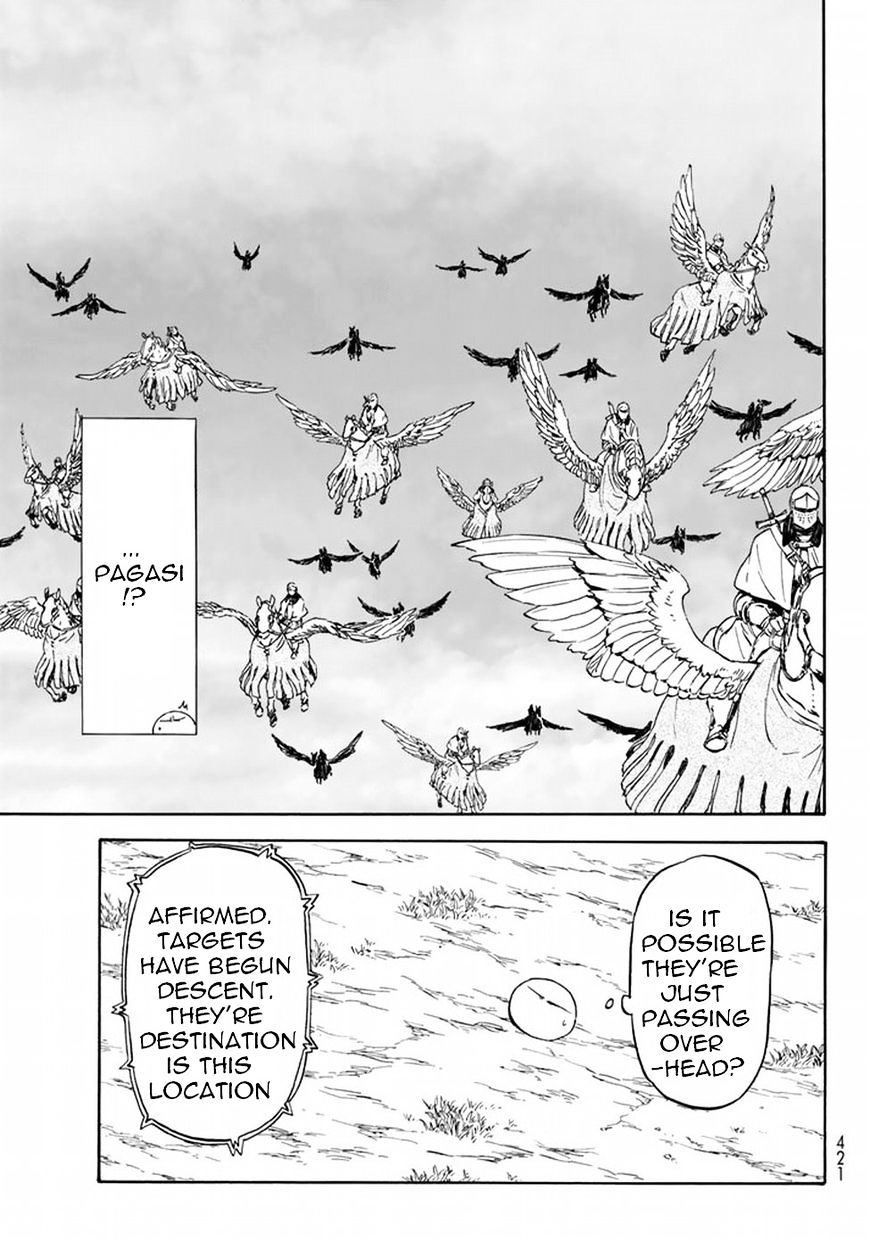 ...
PAGASI
!?
IS IT
POSSIBLE
THEY'RE
JUST
PASSING
OVER
-HEAD?
AFFIRMED.
TARGETS
HAVE BEGUN
DESCENT.
THEY'RE
DESTINATION
IS THIS
LOCATION
421